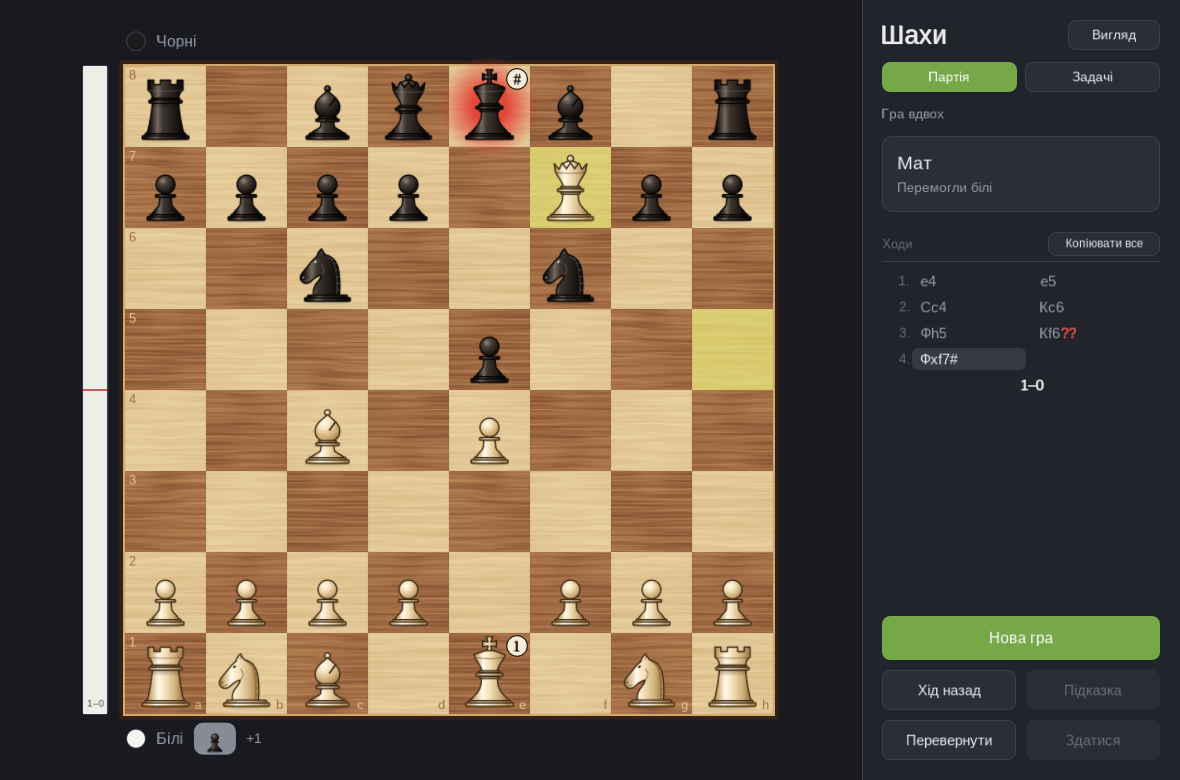 Чорні
8
#
7
6
5
4
3
2
1
1
a
b
c
d
e
f
g
h
1–0
Білі
+1
Шахи
Вигляд
Партія
Задачі
Гра вдвох
Мат
Перемогли білі
Ходи
Копіювати все
1. e4 e5
2. Сc4 Кc6
3. Фh5 Кf6??
4. Фxf7#
1–0
Нова гра
Хід назад
Підказка
Перевернути
Здатися